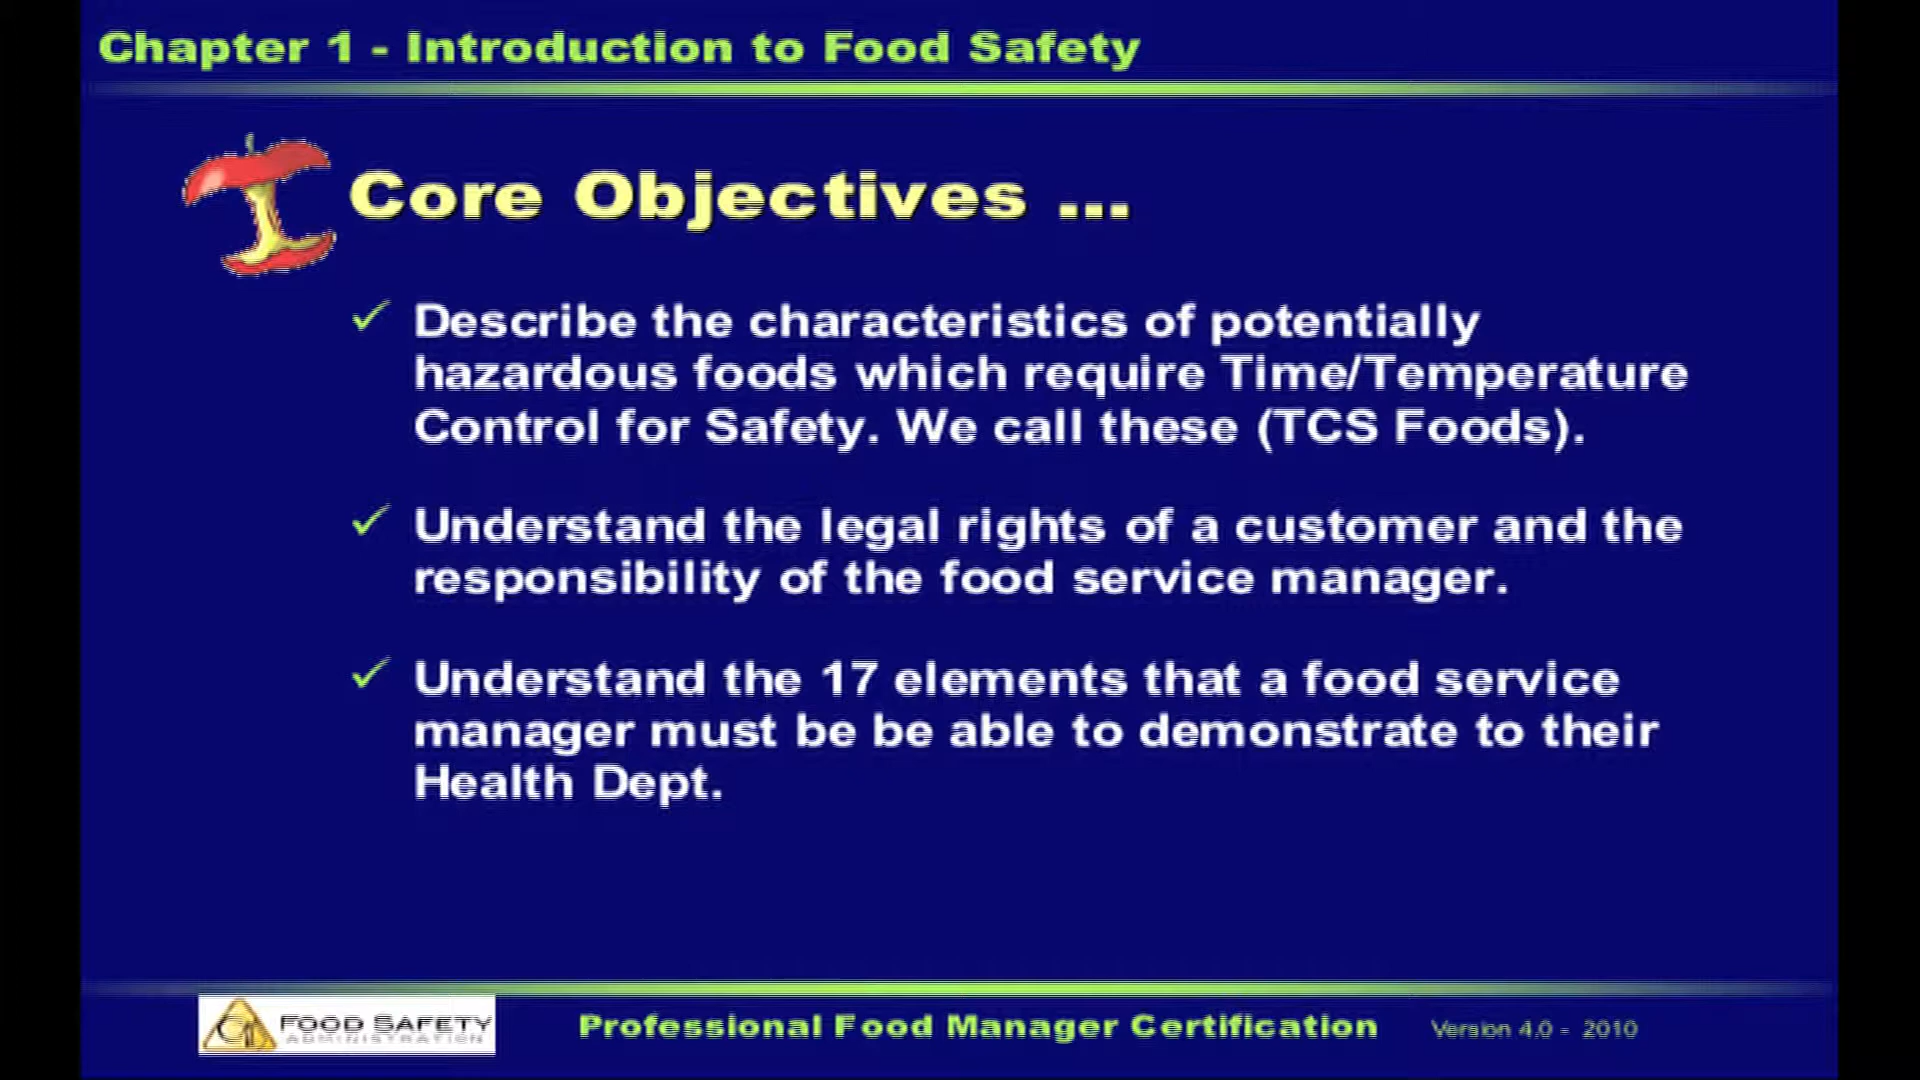 Chapter 1 - Introduction to Food Safety
Core Objectives ...
Describe the characteristics of potentially
hazardous foods which require Time/Temperature
Control for Safety. We call these (TCS Foods).
Understand the legal rights of a customer and the
responsibility of the food service manager.
Understand the 17 elements that a food service
manager must be be able to demonstrate to their
Health Dept.
FOOD SAFETY
ADMINISTRATION
Professional Food Manager Certification
Version 4.0 - 2010